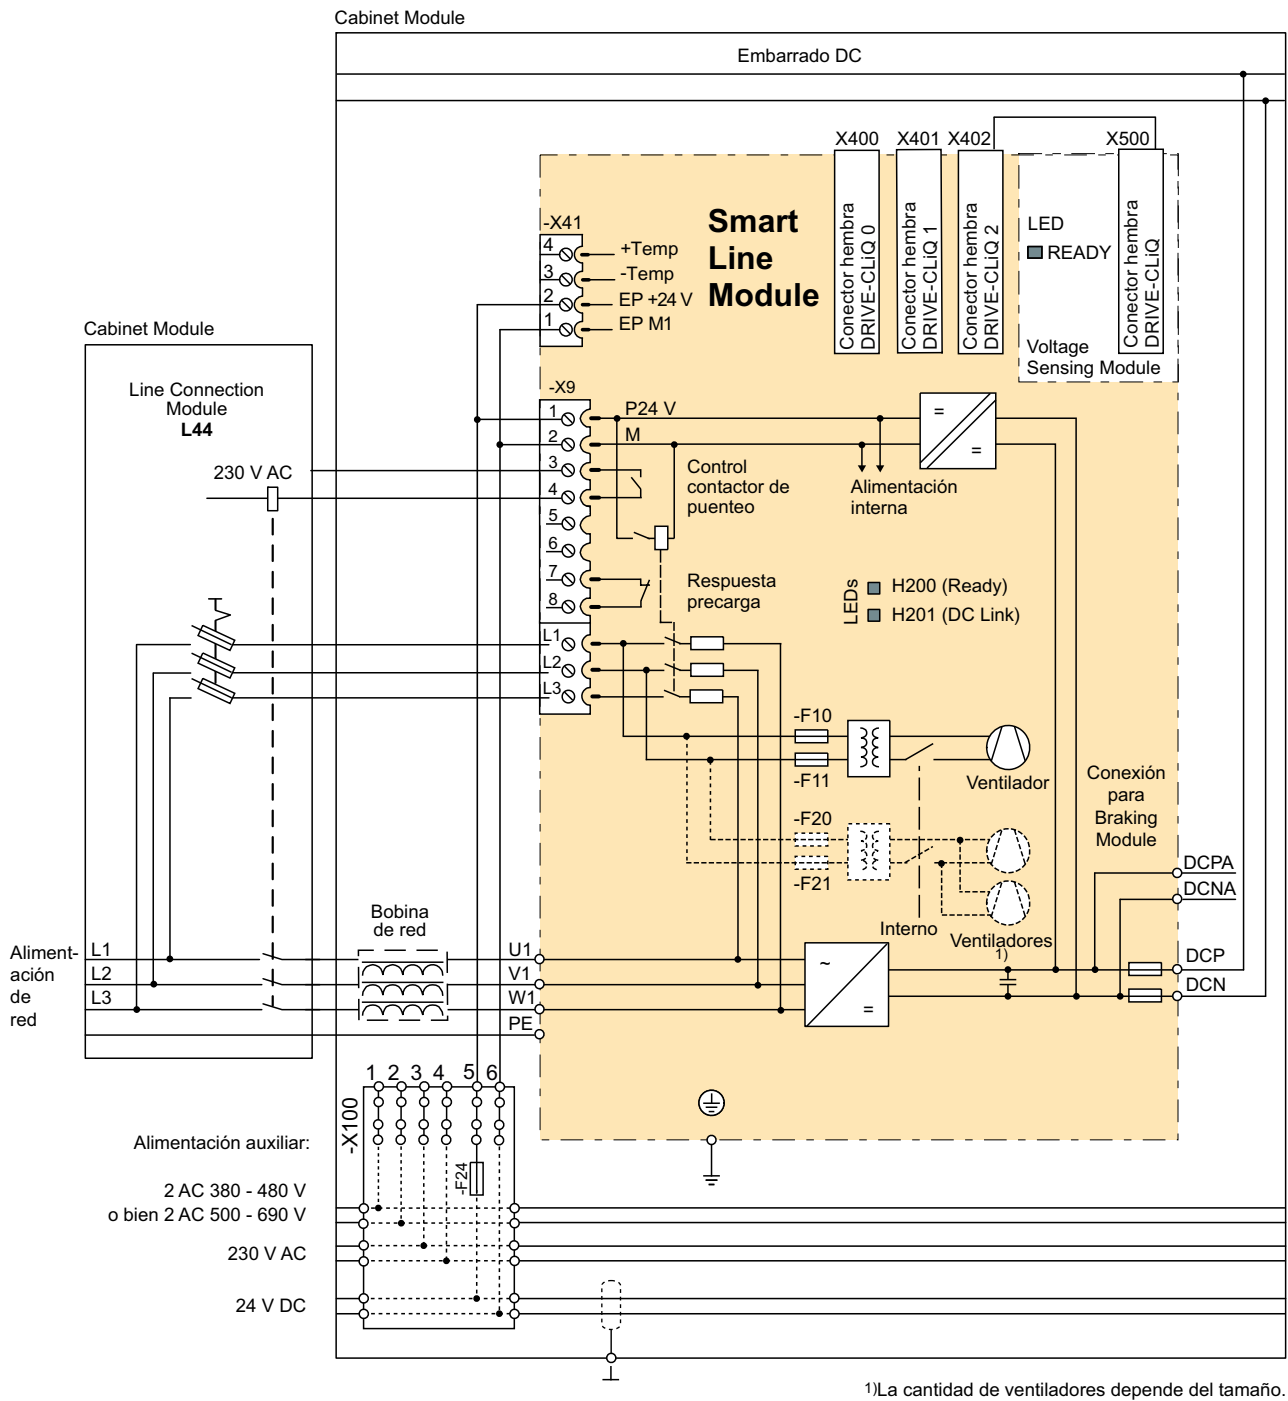 Cabinet Module
Embarrado DC
X400
X401
X402
X500
Conector hembra
DRIVE-CLiQ 0
Conector hembra
DRIVE-CLiQ 1
Conector hembra
DRIVE-CLiQ 2
Conector hembra
DRIVE-CLiQ
LED
READY
Voltage
Sensing Module
Smart
Line
Module
-X41
4
+Temp
3
-Temp
2
EP +24 V
1
EP M1
Cabinet Module
Line Connection
Module
L44
230 V AC
-X9
1
P24 V
2
M
3
4
5
6
7
8
L1
L2
L3
Control
contactor de
puenteo
=
=
Alimentación
interna
Respuesta
precarga
LEDs
H200 (Ready)
H201 (DC Link)
-F10
-F11
Ventilador
-F20
-F21
Interno
Ventiladores
1)
Conexión
para
Braking
Module
DCPA
DCNA
DCP
DCN
Aliment-
ación
de
red
L1
L2
L3
Bobina
de red
U1
V1
W1
PE
~
=
-X100
1 2 3 4 5 6
-F24
Alimentación auxiliar:
2 AC 380 - 480 V
o bien 2 AC 500 - 690 V
230 V AC
24 V DC
1)La cantidad de ventiladores depende del tamaño.